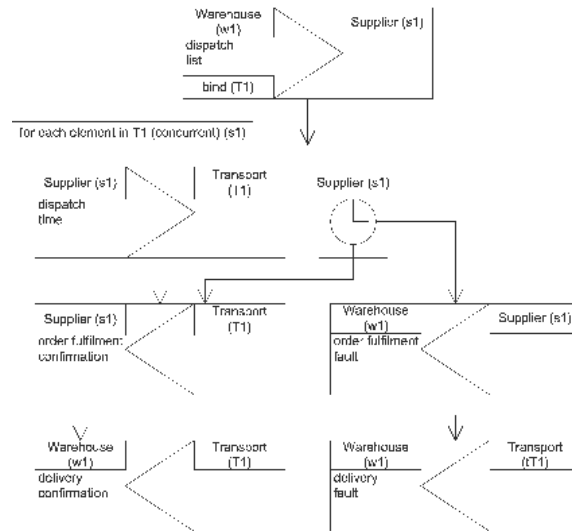 Warehouse
(w1)
Supplier (s1)
dispatch
list
bind (T1)
for each element in T1 (concurrent) (s1)
Supplier (s1)
Transport
(T1)
Supplier (s1)
dispatch
time
Supplier (s1)
Transport
(T1)
order fulfilment
confirmation
Warehouse
(w1)
Supplier (s1)
order fulfilment
fault
Warehouse
(w1)
Transport
(T1)
delivery
confirmation
Warehouse
(w1)
Transport
(tT1)
delivery
fault